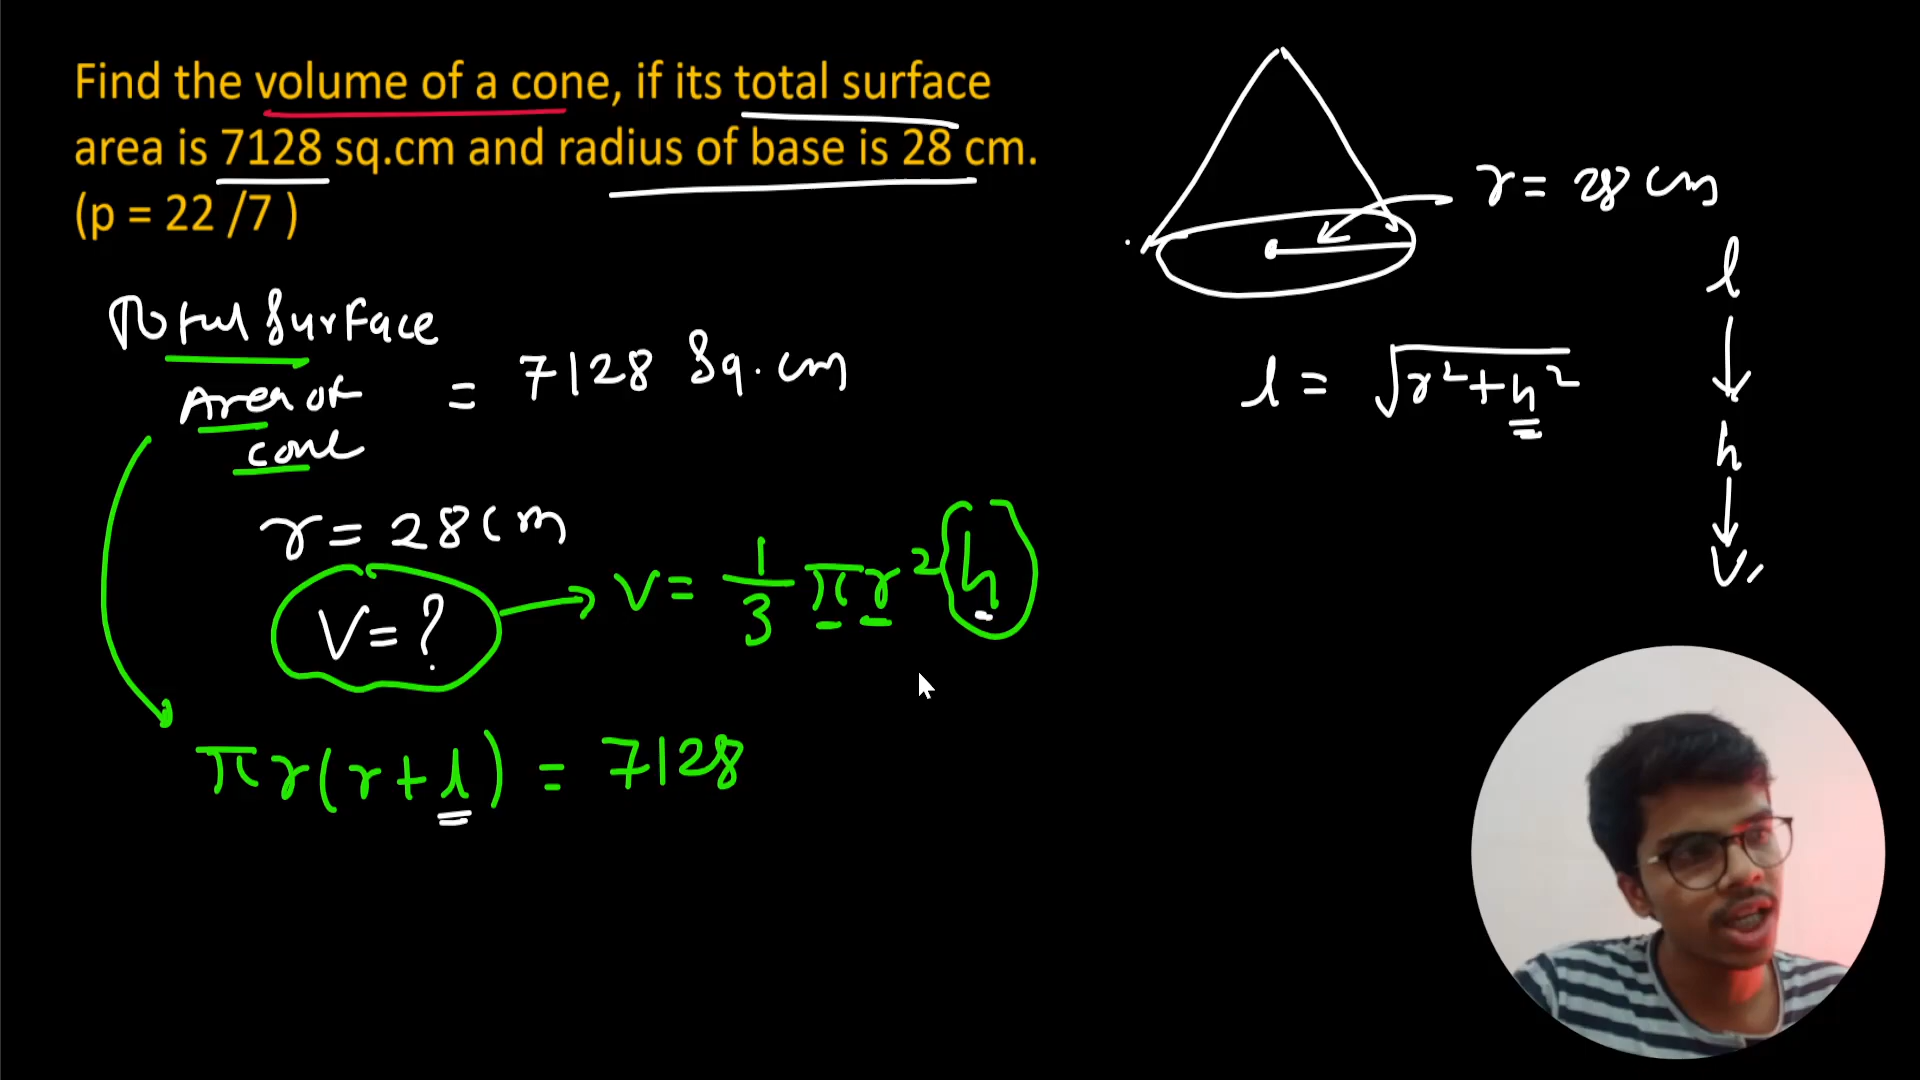 Find the volume of a cone, if its total surface
area is 7128 sq.cm and radius of base is 28 cm.
(p = 22 /7 )
Total Surface
Area of
cone
= 7128 Sq. cm
r = 28 cm
V = ?
V = 1/3 πr²h
πr(r+l) = 7128
r = 28 cm
l = √r²+h²
l
h
V